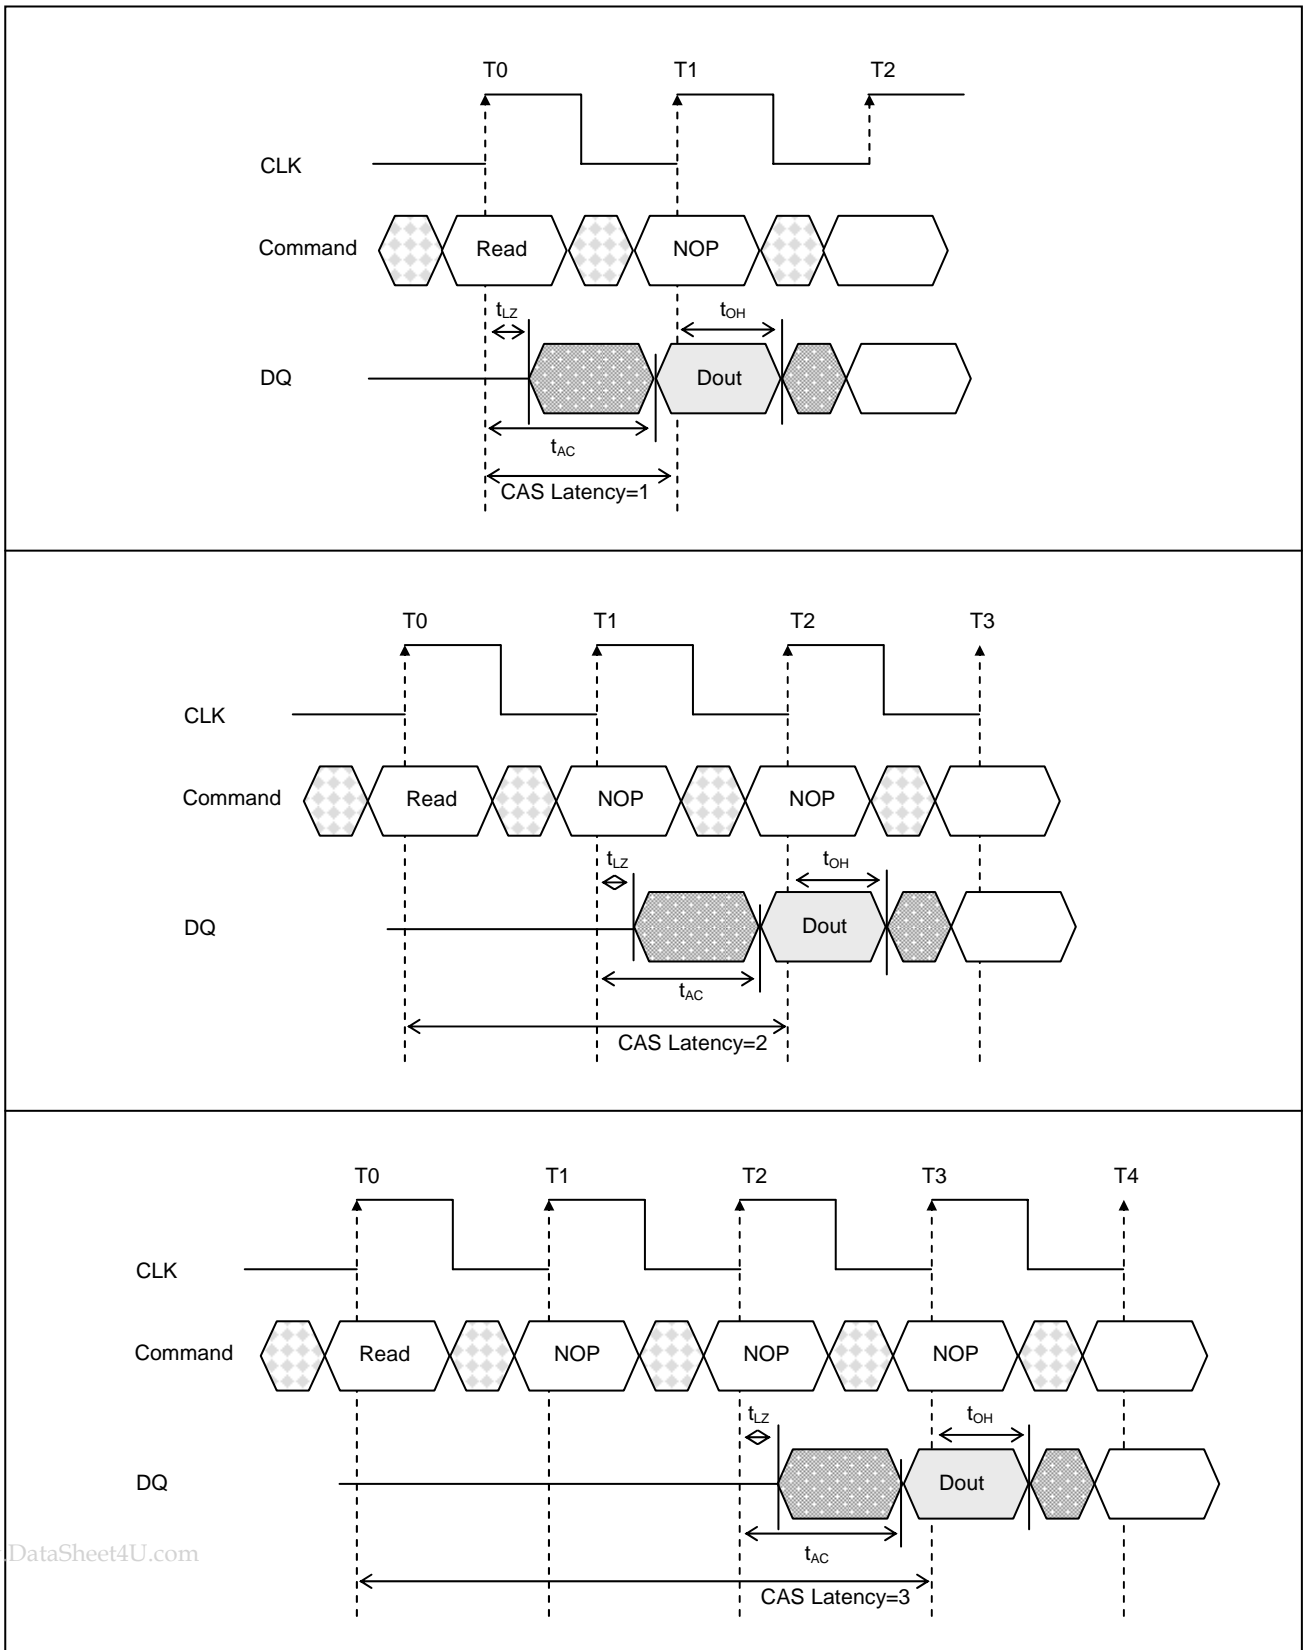 T0 T1 T2
CLK
Command Read NOP
tLZ tOH
DQ Dout
tAC
CAS Latency=1
T0 T1 T2 T3
CLK
Command Read NOP NOP
tLZ tOH
DQ Dout
tAC
CAS Latency=2
T0 T1 T2 T3 T4
CLK
Command Read NOP NOP NOP
tLZ tOH
DQ Dout
tAC
.DataSheet4U.com
CAS Latency=3